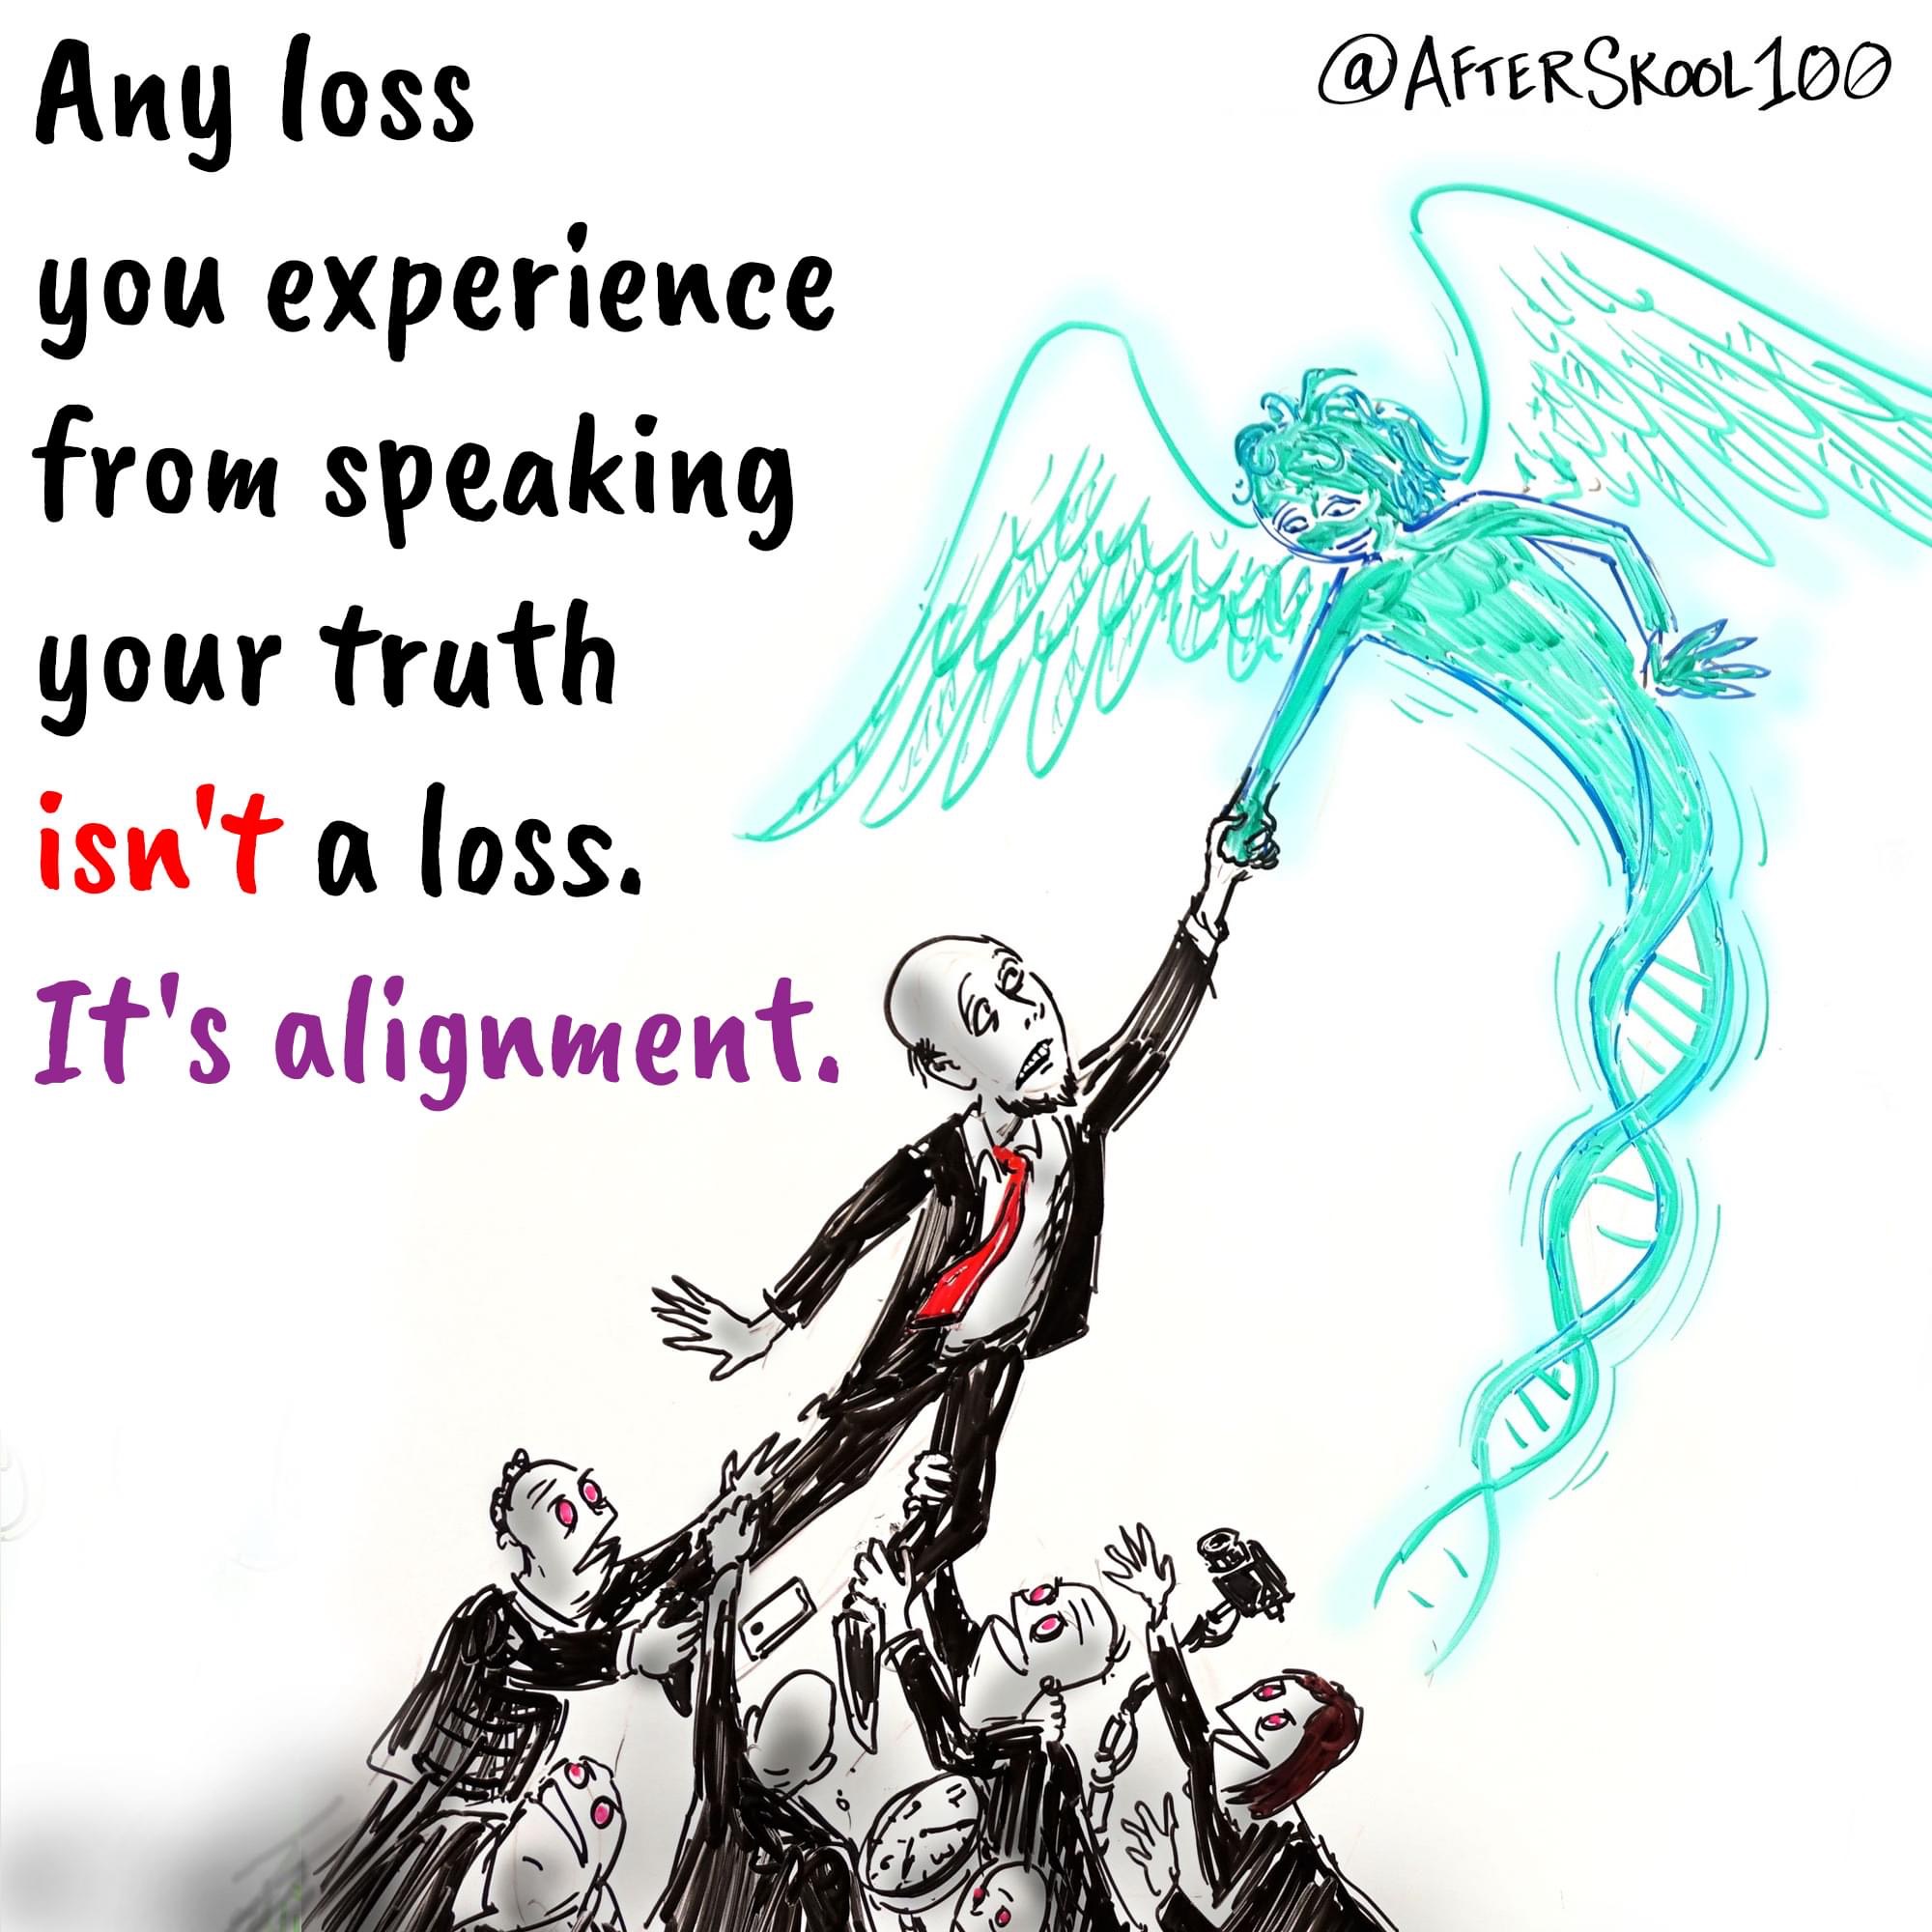 Any loss
you experience
from speaking
your truth
isn't a loss.
It's alignment.
@AFTERSKOOL100